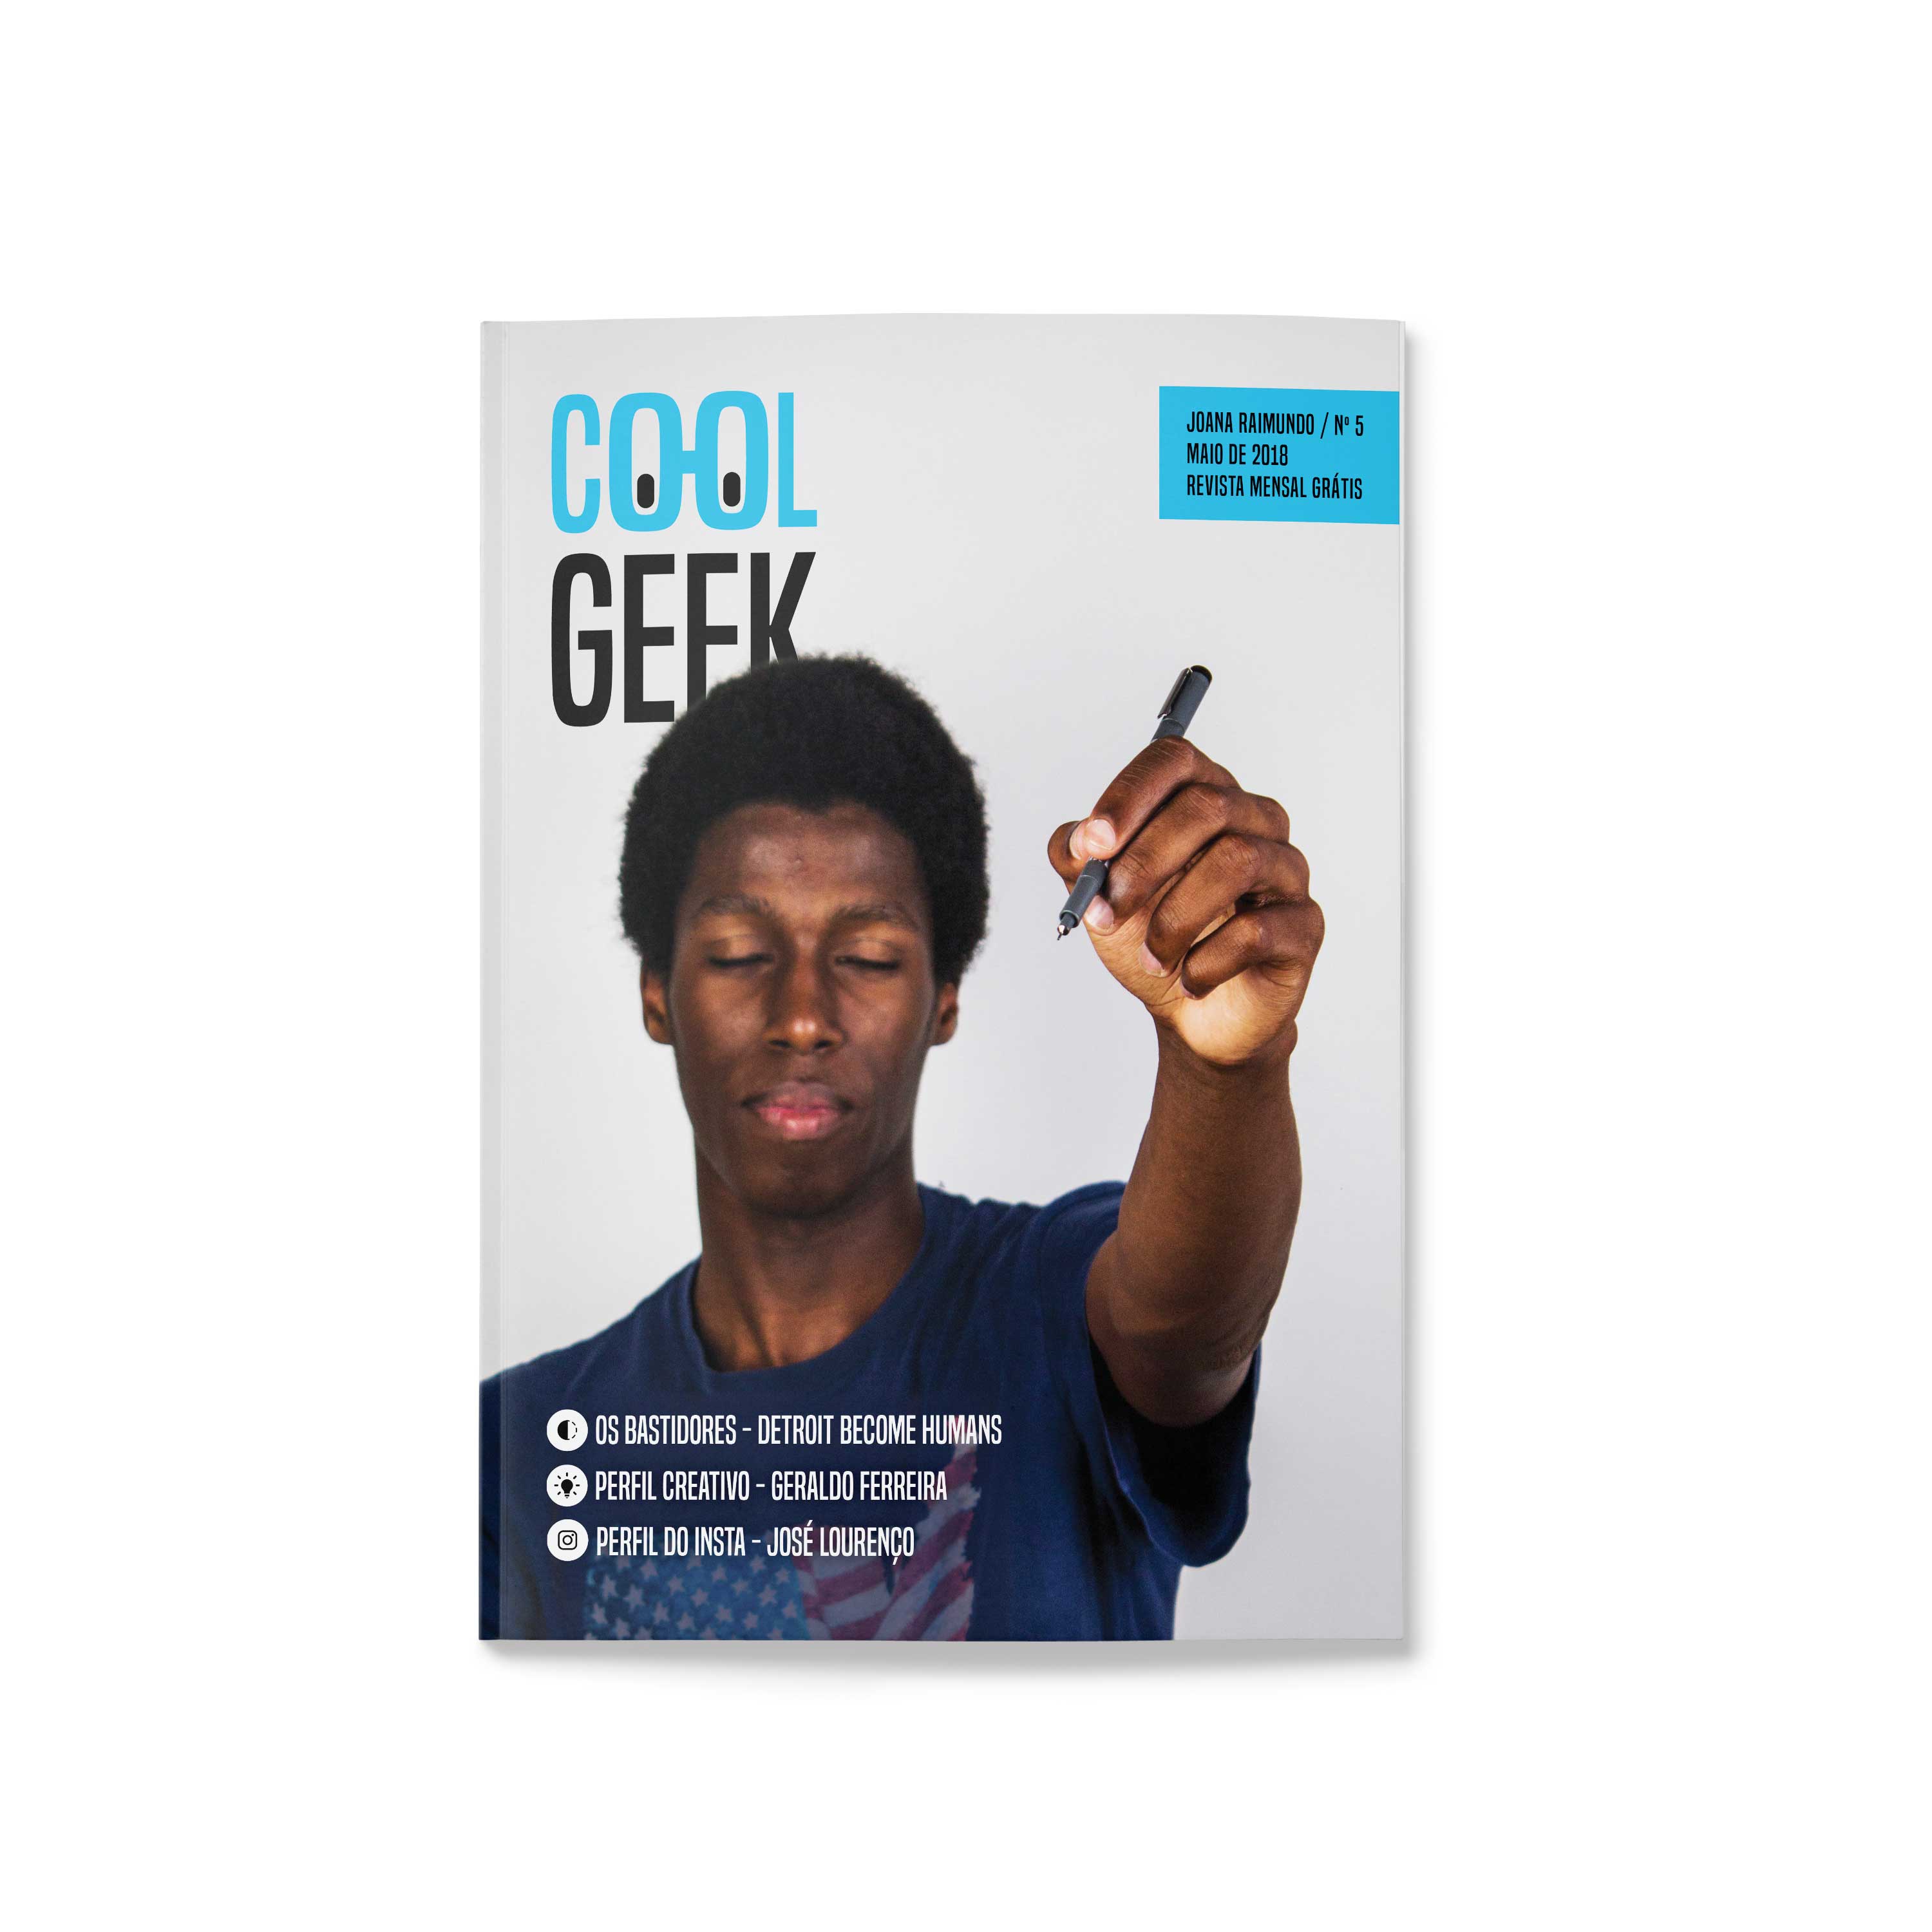 COOL
GEEK
JOANA RAIMUNDO / Nº 5
MAIO DE 2018
REVISTA MENSAL GRÁTIS
OS BASTIDORES - DETROIT BECOME HUMANS
PERFIL CREATIVO - GERALDO FERREIRA
PERFIL DO INSTA - JOSÉ LOURENÇO